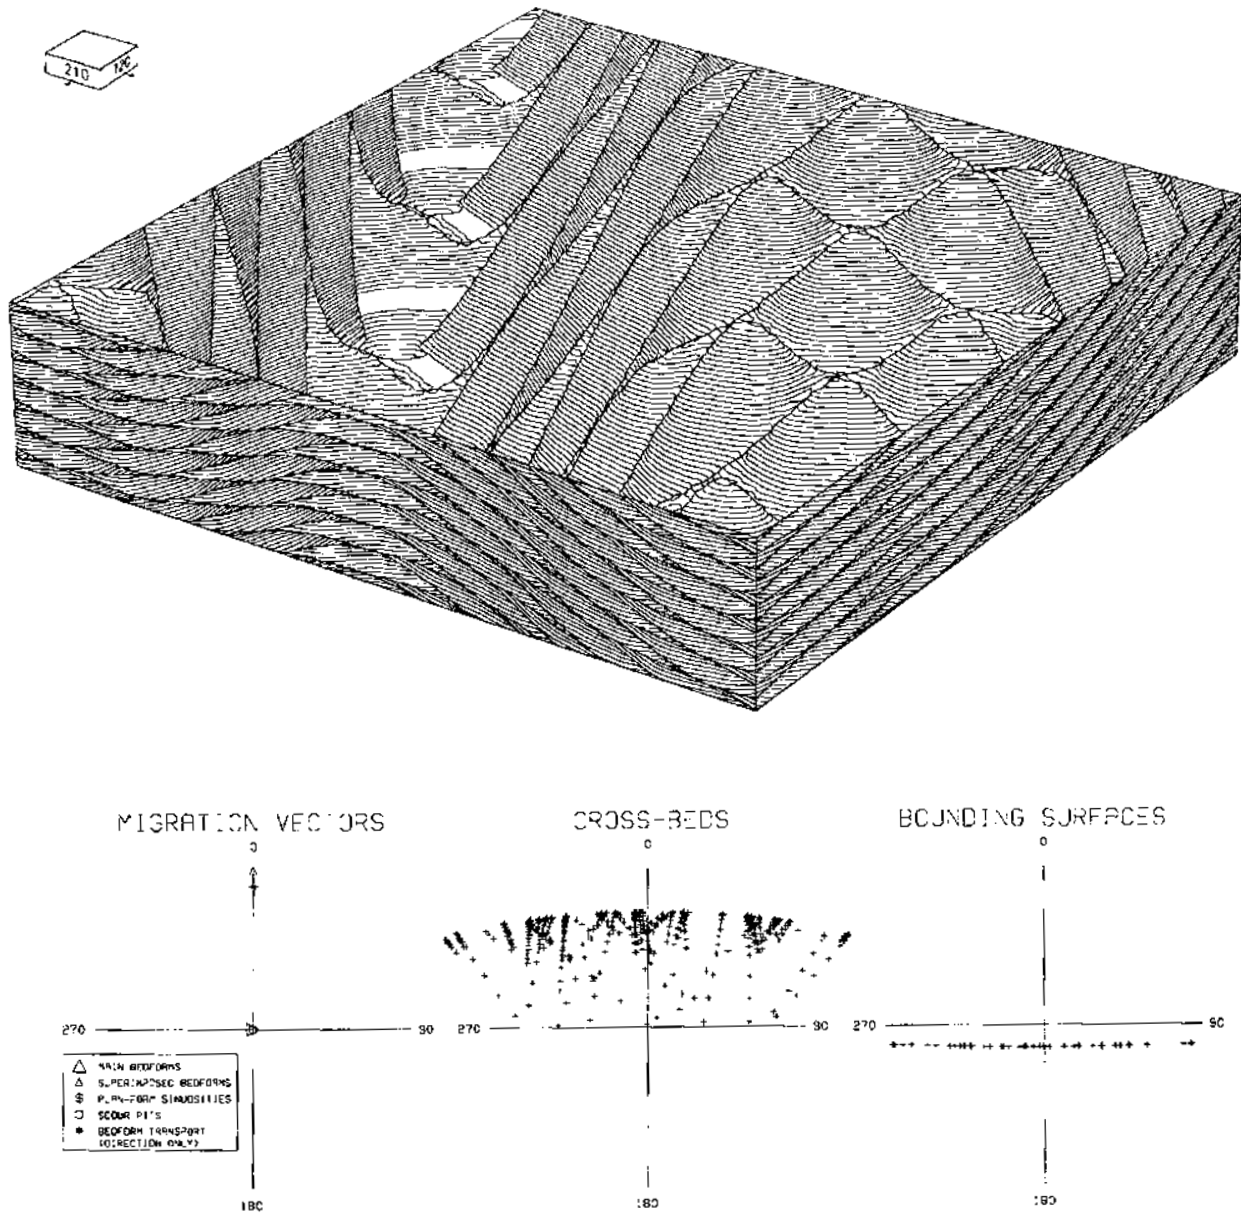 210
MIGRATION VECTORS
CROSS-BEDS
BOUNDING SURFACES
0
0
0
270
90
270
90
270
90
MAIN BEDFORMS
SUPERIMPOSED BEDFORMS
PLAN-FORM SINUOSITIES
SCOUR PITS
BEDFORM TRANSPORT
(DIRECTION ONLY)
180
180
180